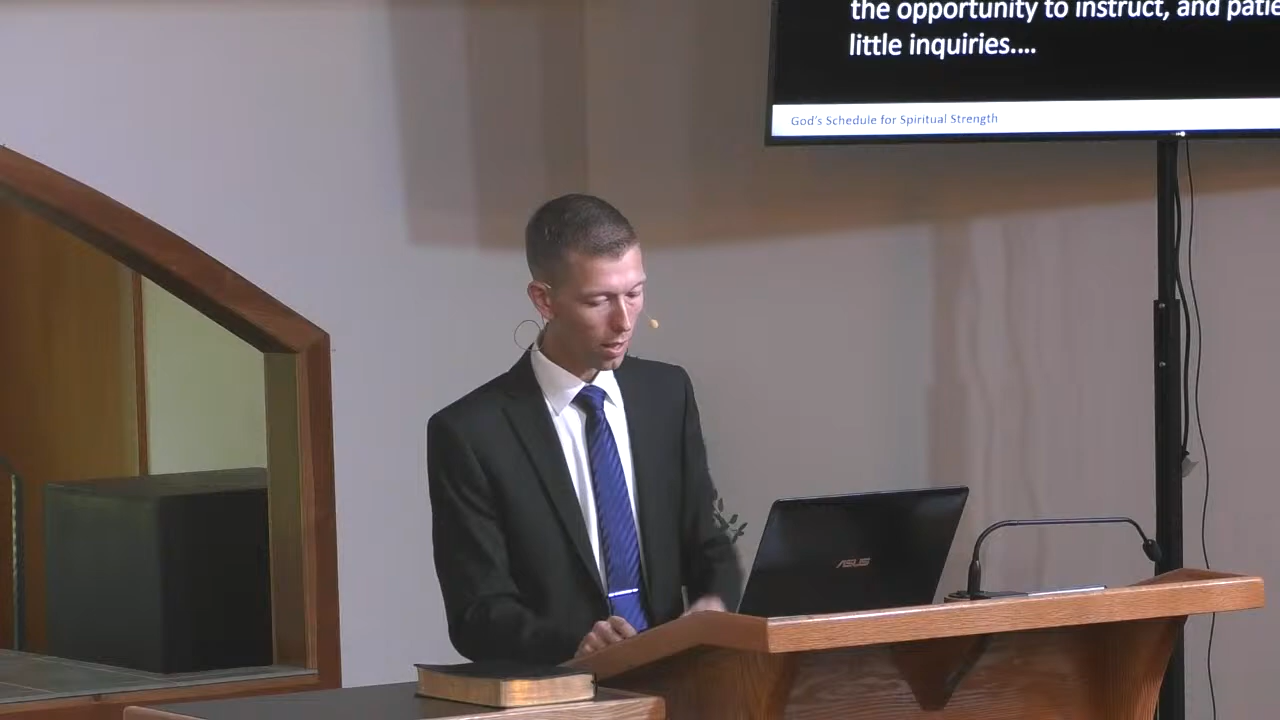 the opportunity to instruct, and
little inquiries....
God's Schedule for Spiritual Strength
ASUS